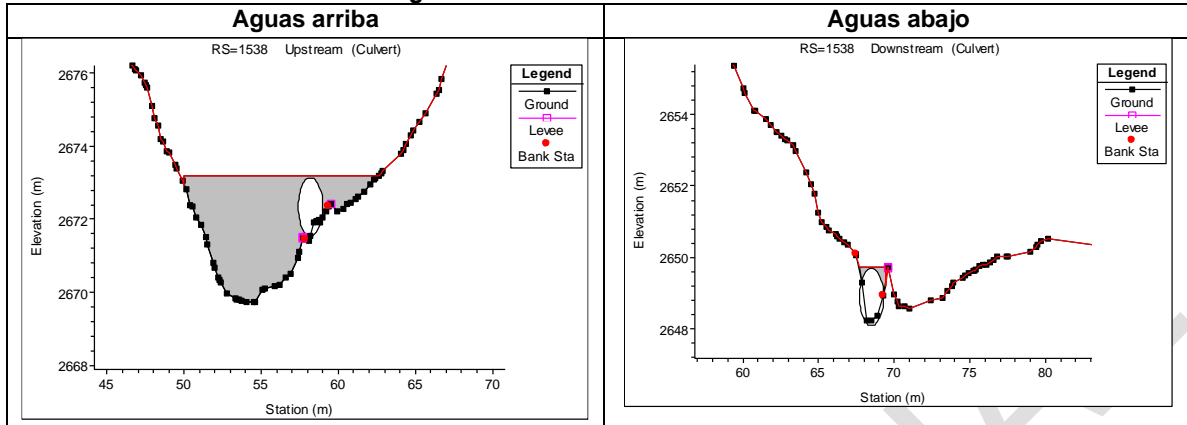 Aguas arriba
Aguas abajo
RS=1538 Upstream (Culvert)
2676
2674
2672
2670
2668
Elevation (m)
45 50 55 60 65 70
Station (m)
Legend
Ground
Levee
Bank Sta
RS=1538 Downstream (Culvert)
2654
2652
2650
2648
Elevation (m)
60 65 70 75 80
Station (m)
Legend
Ground
Levee
Bank Sta